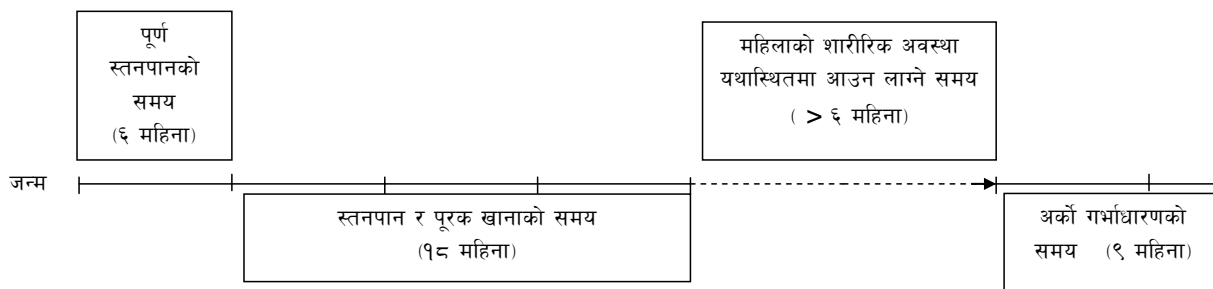 पूर्ण
स्तनपानको
समय
(६ महिना)
महिलाको शारीरिक अवस्था
यथास्थितमा आउन लाग्ने समय
( > ६ महिना)
जन्म
स्तनपान र पूरक खानाको समय
(१८ महिना)
अर्को गर्भाधारणको
समय (९ महिना)